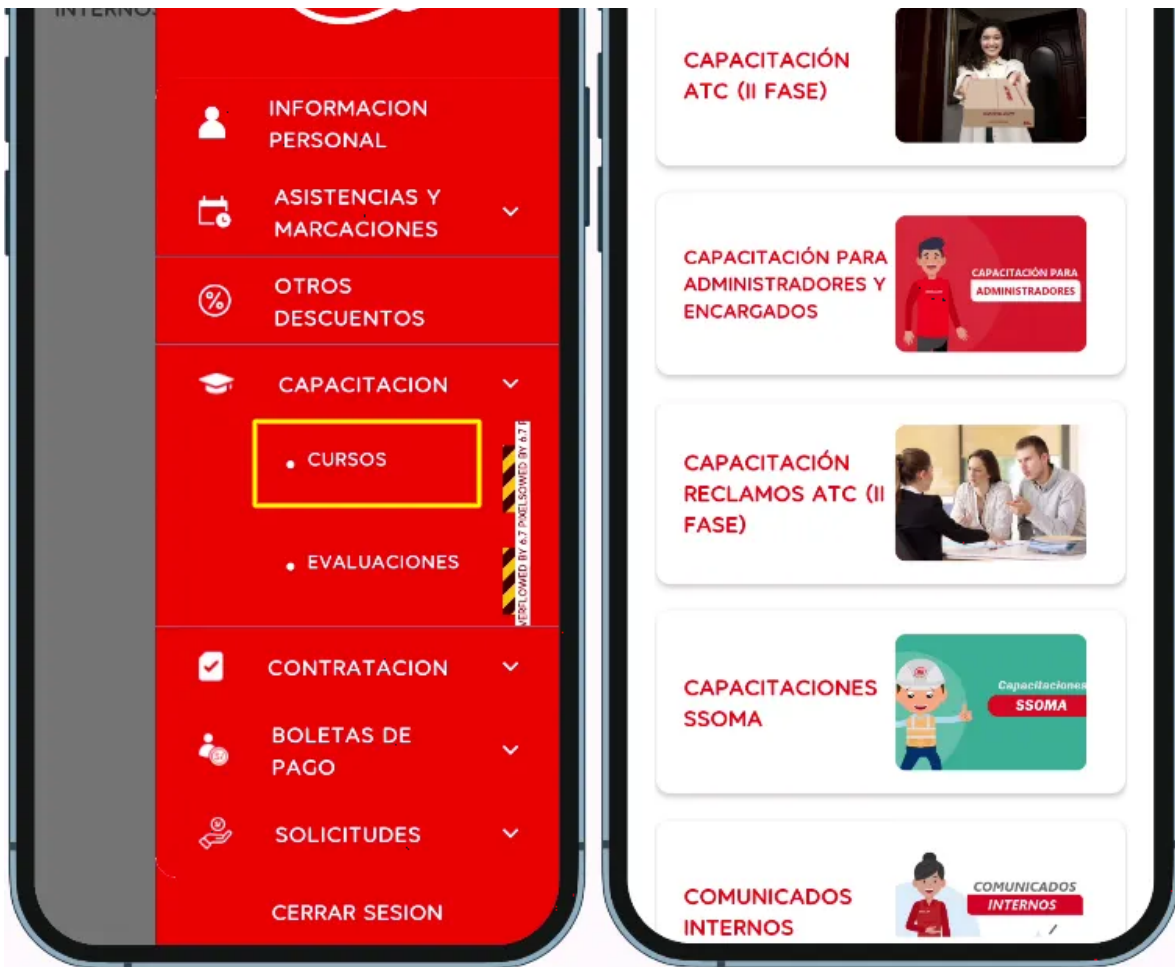 INFORMACION
PERSONAL
ASISTENCIAS Y
MARCACIONES
OTROS
DESCUENTOS
CAPACITACION
CURSOS
EVALUACIONES
CONTRATACION
BOLETAS DE
PAGO
SOLICITUDES
CERRAR SESION
CAPACITACIÓN
ATC (II FASE)
CAPACITACIÓN PARA
ADMINISTRADORES Y
ENCARGADOS
CAPACITACIÓN PARA
ADMINISTRADORES
CAPACITACIÓN
RECLAMOS ATC (II
FASE)
CAPACITACIONES
SSOMA
Capacitaciones
SSOMA
COMUNICADOS
INTERNOS
COMUNICADOS
INTERNOS